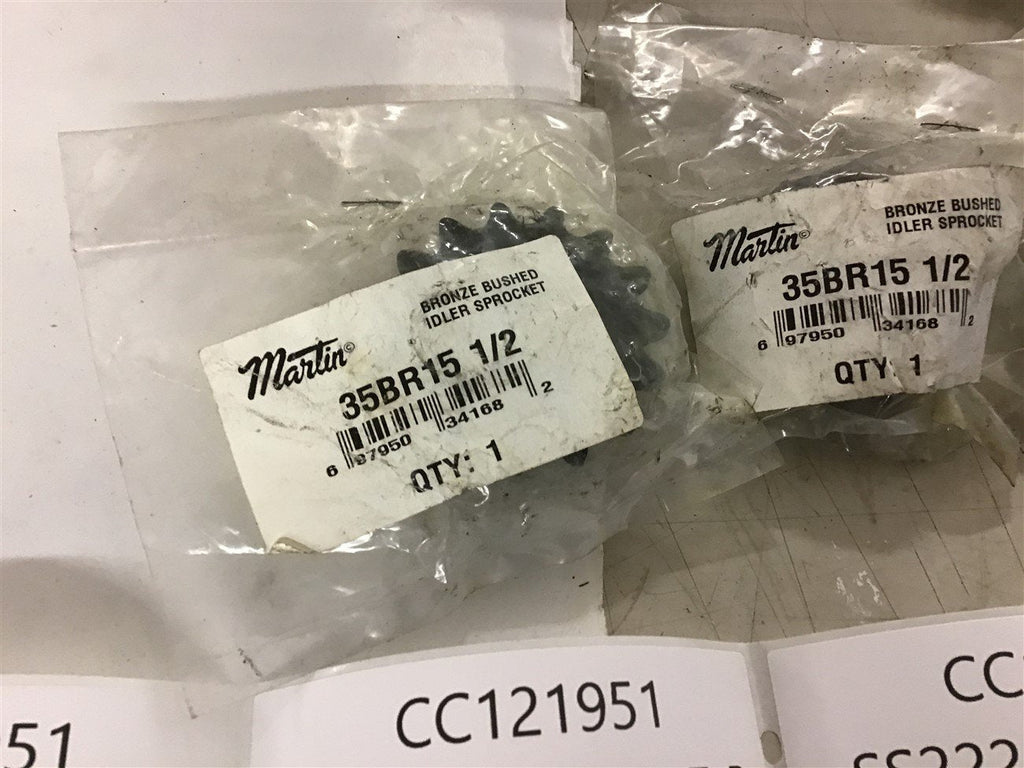 Martin©
BRONZE BUSHED
IDLER SPROCKET
35BR15 1/2
6 97950 34168 2
QTY: 1
Martin©
BRONZE BUSHED
IDLER SPROCKET
35BR15 1/2
6 97950 34168 2
QTY: 1
51
CC121951
CC
SS222